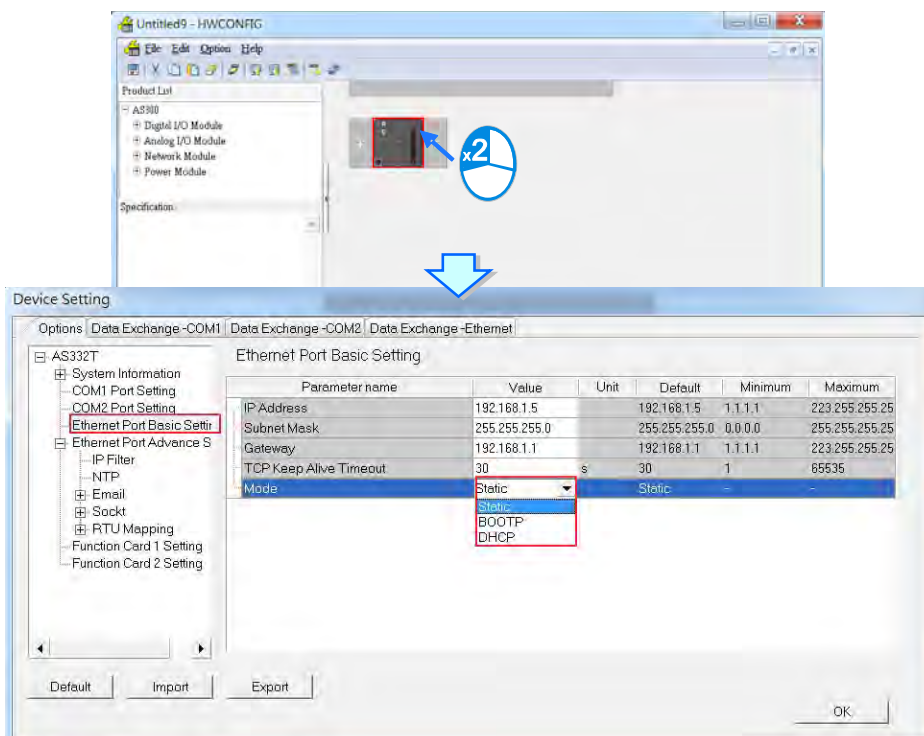 Untitled9 - HWCONFIG
File Edit Option Help
Product List
AS300
Digital I/O Module
Analog I/O Module
Network Module
Power Module
Specification
x2
Device Setting
Options Data Exchange -COM1 Data Exchange -COM2 Data Exchange -Ethernet
AS332T
System Information
COM1 Port Setting
COM2 Port Setting
Ethernet Port Basic Settir
Ethernet Port Advance S
IP Filter
NTP
Email
Sockt
RTU Mapping
Function Card 1 Setting
Function Card 2 Setting
Ethernet Port Basic Setting
Parameter name Value Unit Default Minimum Maximum
IP Address 192.168.1.5 192.168.1.5 1.1.1.1 223.255.255.25
Subnet Mask 255.255.255.0 255.255.255.0 0.0.0.0 255.255.255.25
Gateway 192.168.1.1 192.168.1.1 1.1.1.1 223.255.255.25
TCP Keep Alive Timeout 30 s 30 1 65535
Mode Static Static - -
Static
BOOTP
DHCP
Default Import Export
OK